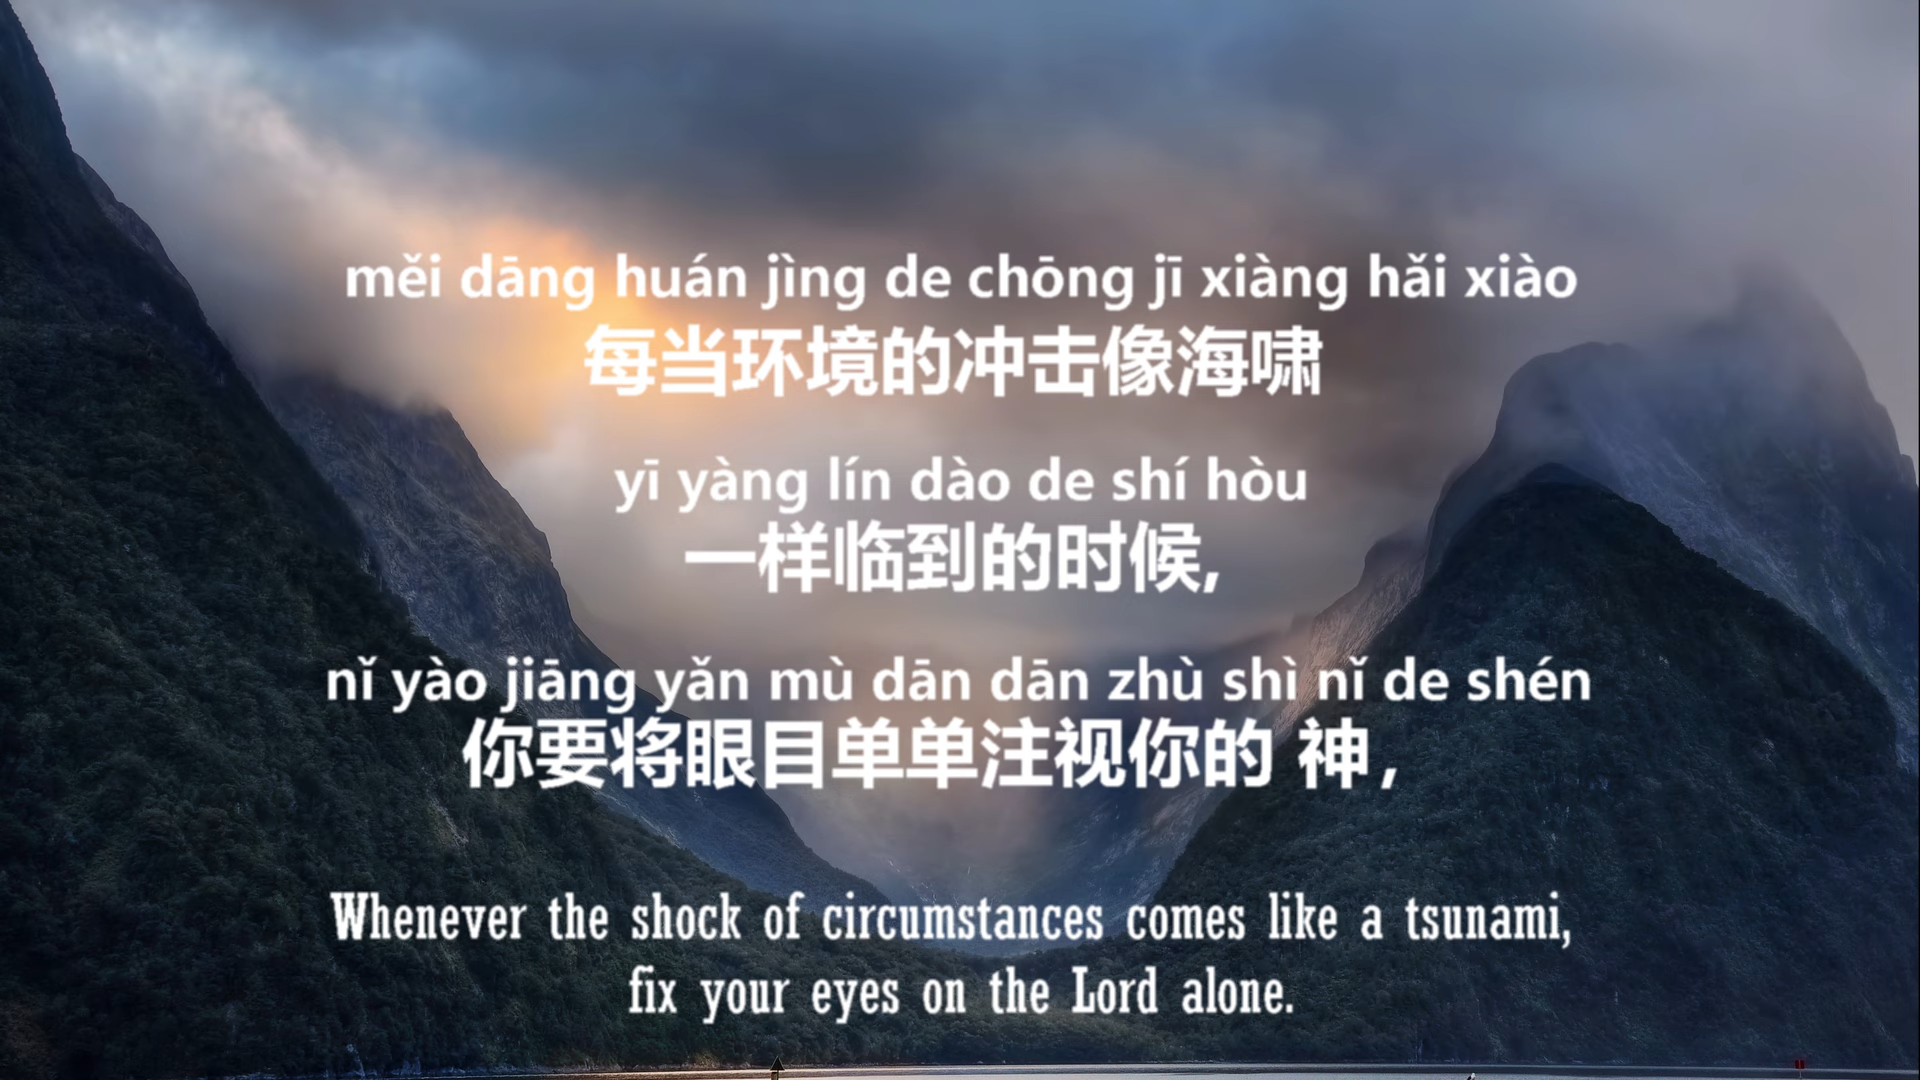 měi dāng huán jìng de chōng jī xiàng hǎi xiào
每当环境的冲击像海啸
yī yàng lín dào de shí hòu
一样临到的时候,
nǐ yào jiāng yǎn mù dān dān zhù shì nǐ de shén
你要将眼目单单注视你的 神，
Whenever the shock of circumstances comes like a tsunami,
fix your eyes on the Lord alone.